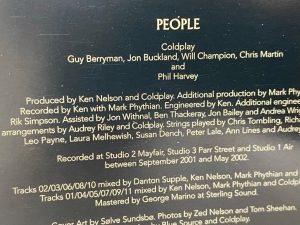 PEOPLE
Coldplay
Guy Berryman, Jon Buckland, Will Champion, Chris Martin
and
Phil Harvey
Produced by Ken Nelson and Coldplay. Additional production by Mark Ph
Recorded by Ken with Mark Phythian. Engineered by Ken. Additional engine
Rik Simpson. Assisted by Jon Withnal, Ben Thackeray, Jon Bailey and Andrea Wrig
arrangements by Audrey Riley and Coldplay. Strings played by Chris Tombling, Richar
Leo Payne, Laura Melhewish, Susan Dench, Peter Lale, Ann Lines and Audrey
Recorded at Studio 2 Mayfair, Studio 3 Parr Street and Studio 1 Air
between September 2001 and May 2002.
Tracks 02/03/06/08/10 mixed by Danton Supple, Ken Nelson, Mark Phythian and
Tracks 01/04/05/07/09/11 mixed by Ken Nelson, Mark Phythian and Coldp
Mastered by George Marino at Sterling Sound.
Cover Art by Sølve Sundsbø. Photos by Zed Nelson and Tom Sheehan.
by Blue Source and Coldplay.